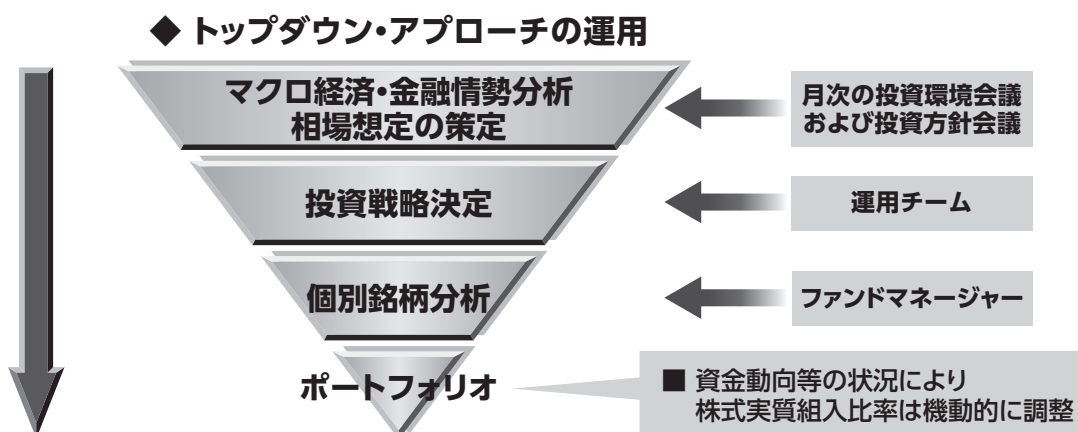 ◆ トップダウン・アプローチの運用
マクロ経済・金融情勢分析
相場想定の策定
月次の投資環境会議
および投資方針会議
投資戦略決定
運用チーム
個別銘柄分析
ファンドマネージャー
ポートフォリオ
■ 資金動向等の状況により
株式実質組入比率は機動的に調整